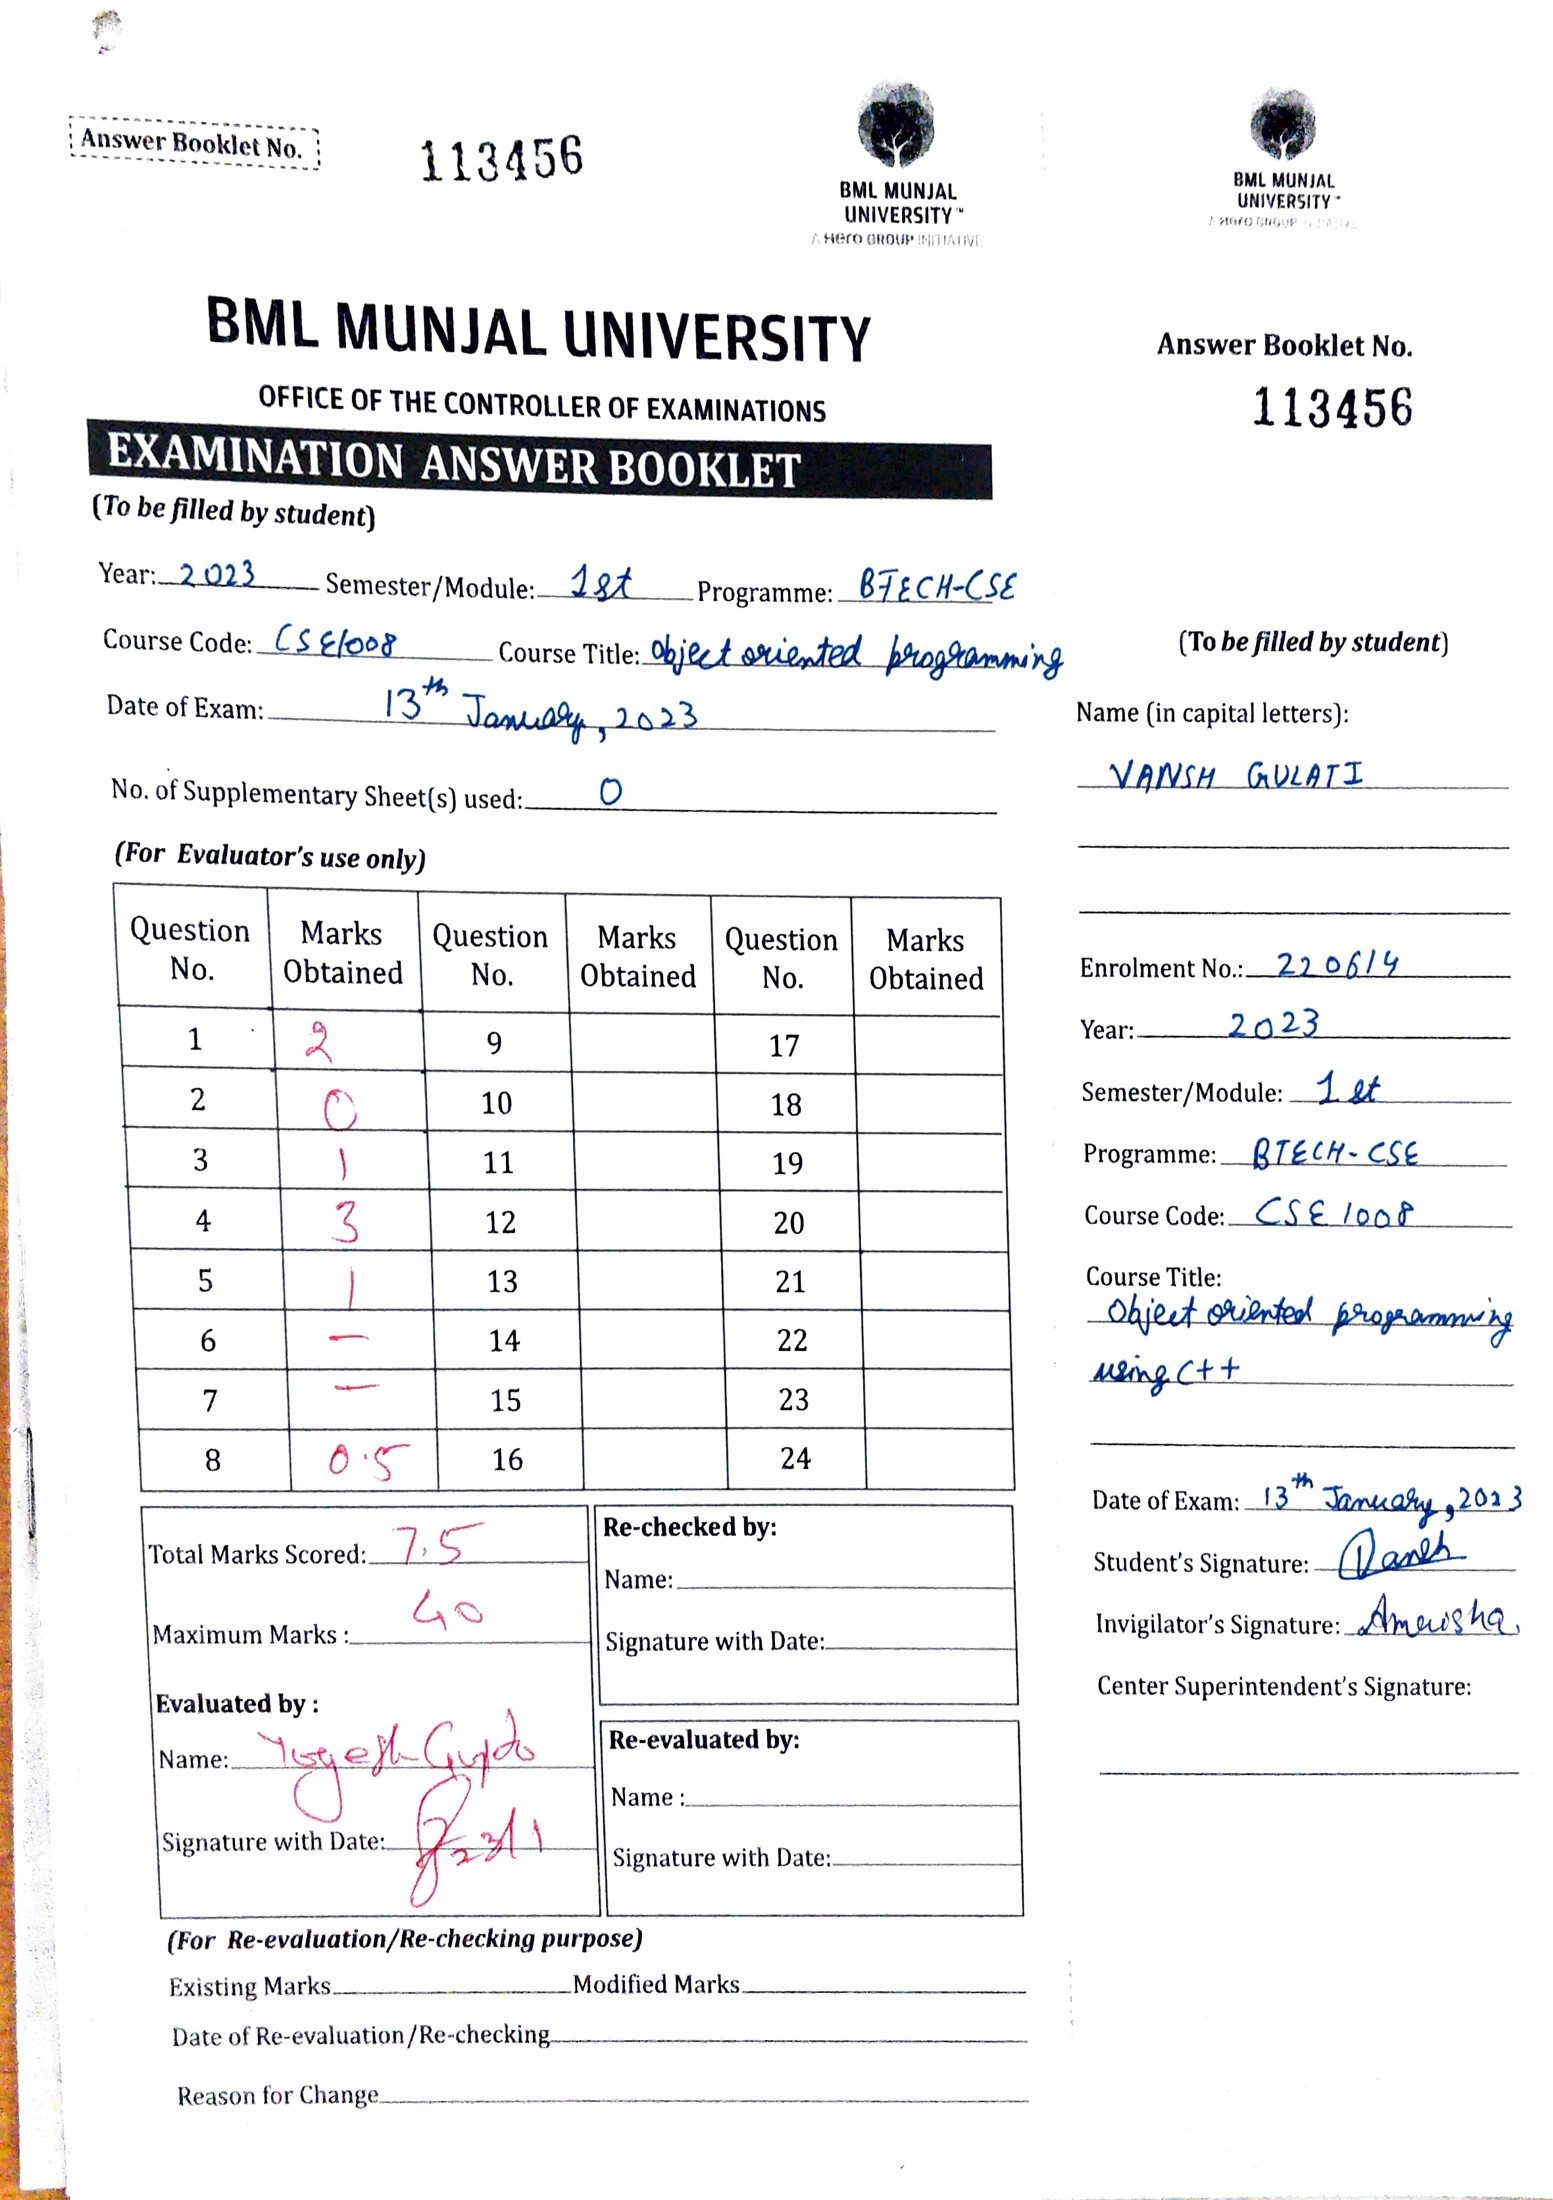 Answer Booklet No.
113456
BML MUNJAL
UNIVERSITY™
A Hero GROUP INITIATIVE
BML MUNJAL
UNIVERSITY™
A Hero GROUP
BML MUNJAL UNIVERSITY
OFFICE OF THE CONTROLLER OF EXAMINATIONS
EXAMINATION ANSWER BOOKLET
(To be filled by student)
Year: 2023 Semester/Module: 1st Programme: BTECH-CSE
Course Code: CSE1008 Course Title: Object oriented programming
Date of Exam: 13th January, 2023
No. of Supplementary Sheet(s) used: 0
(For Evaluator's use only)
Question No. Marks Obtained Question No. Marks Obtained Question No. Marks Obtained
1 2 9 17
2 0 10 18
3 1 11 19
4 3 12 20
5 1 13 21
6 — 14 22
7 — 15 23
8 0.5 16 24
Total Marks Scored: 7.5
Maximum Marks : 40
Evaluated by :
Name: Yogesh Gupta
Signature with Date: 23/1
Re-checked by:
Name:
Signature with Date:
Re-evaluated by:
Name :
Signature with Date:
(For Re-evaluation/Re-checking purpose)
Existing Marks Modified Marks
Date of Re-evaluation/Re-checking
Reason for Change
Answer Booklet No.
113456
(To be filled by student)
Name (in capital letters):
VANSH GULATI
Enrolment No.: 220614
Year: 2023
Semester/Module: 1st
Programme: BTECH-CSE
Course Code: CSE1008
Course Title:
Object oriented programming
using C++
Date of Exam: 13th January, 2023
Student's Signature: Vansh
Invigilator's Signature:
Center Superintendent's Signature: